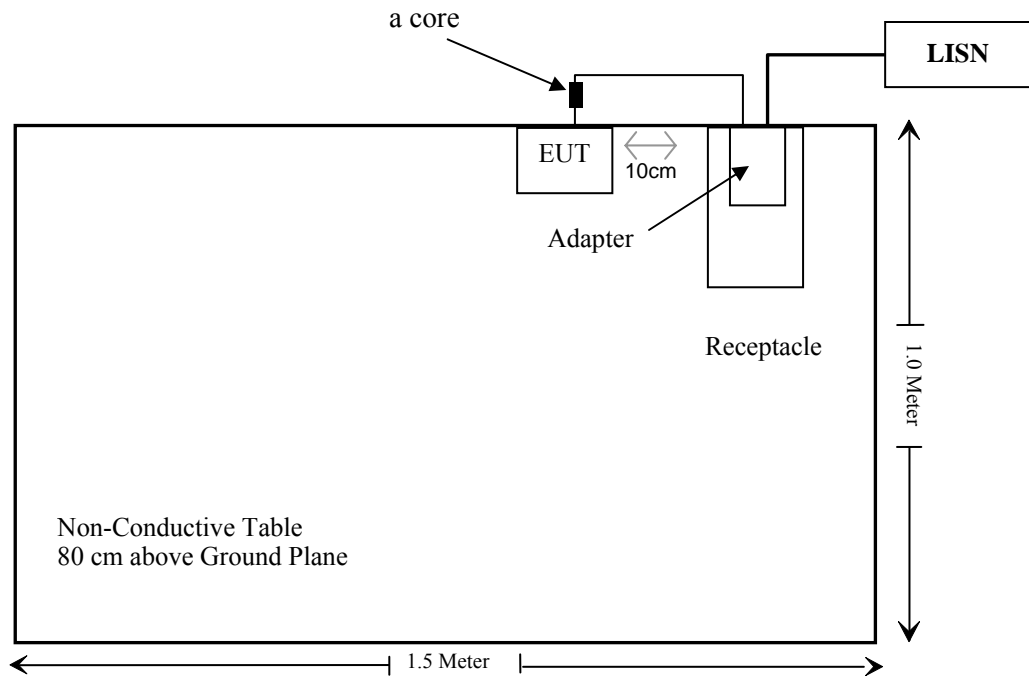 a core
LISN
EUT
10cm
Adapter
Receptacle
1.0 Meter
Non-Conductive Table
80 cm above Ground Plane
1.5 Meter